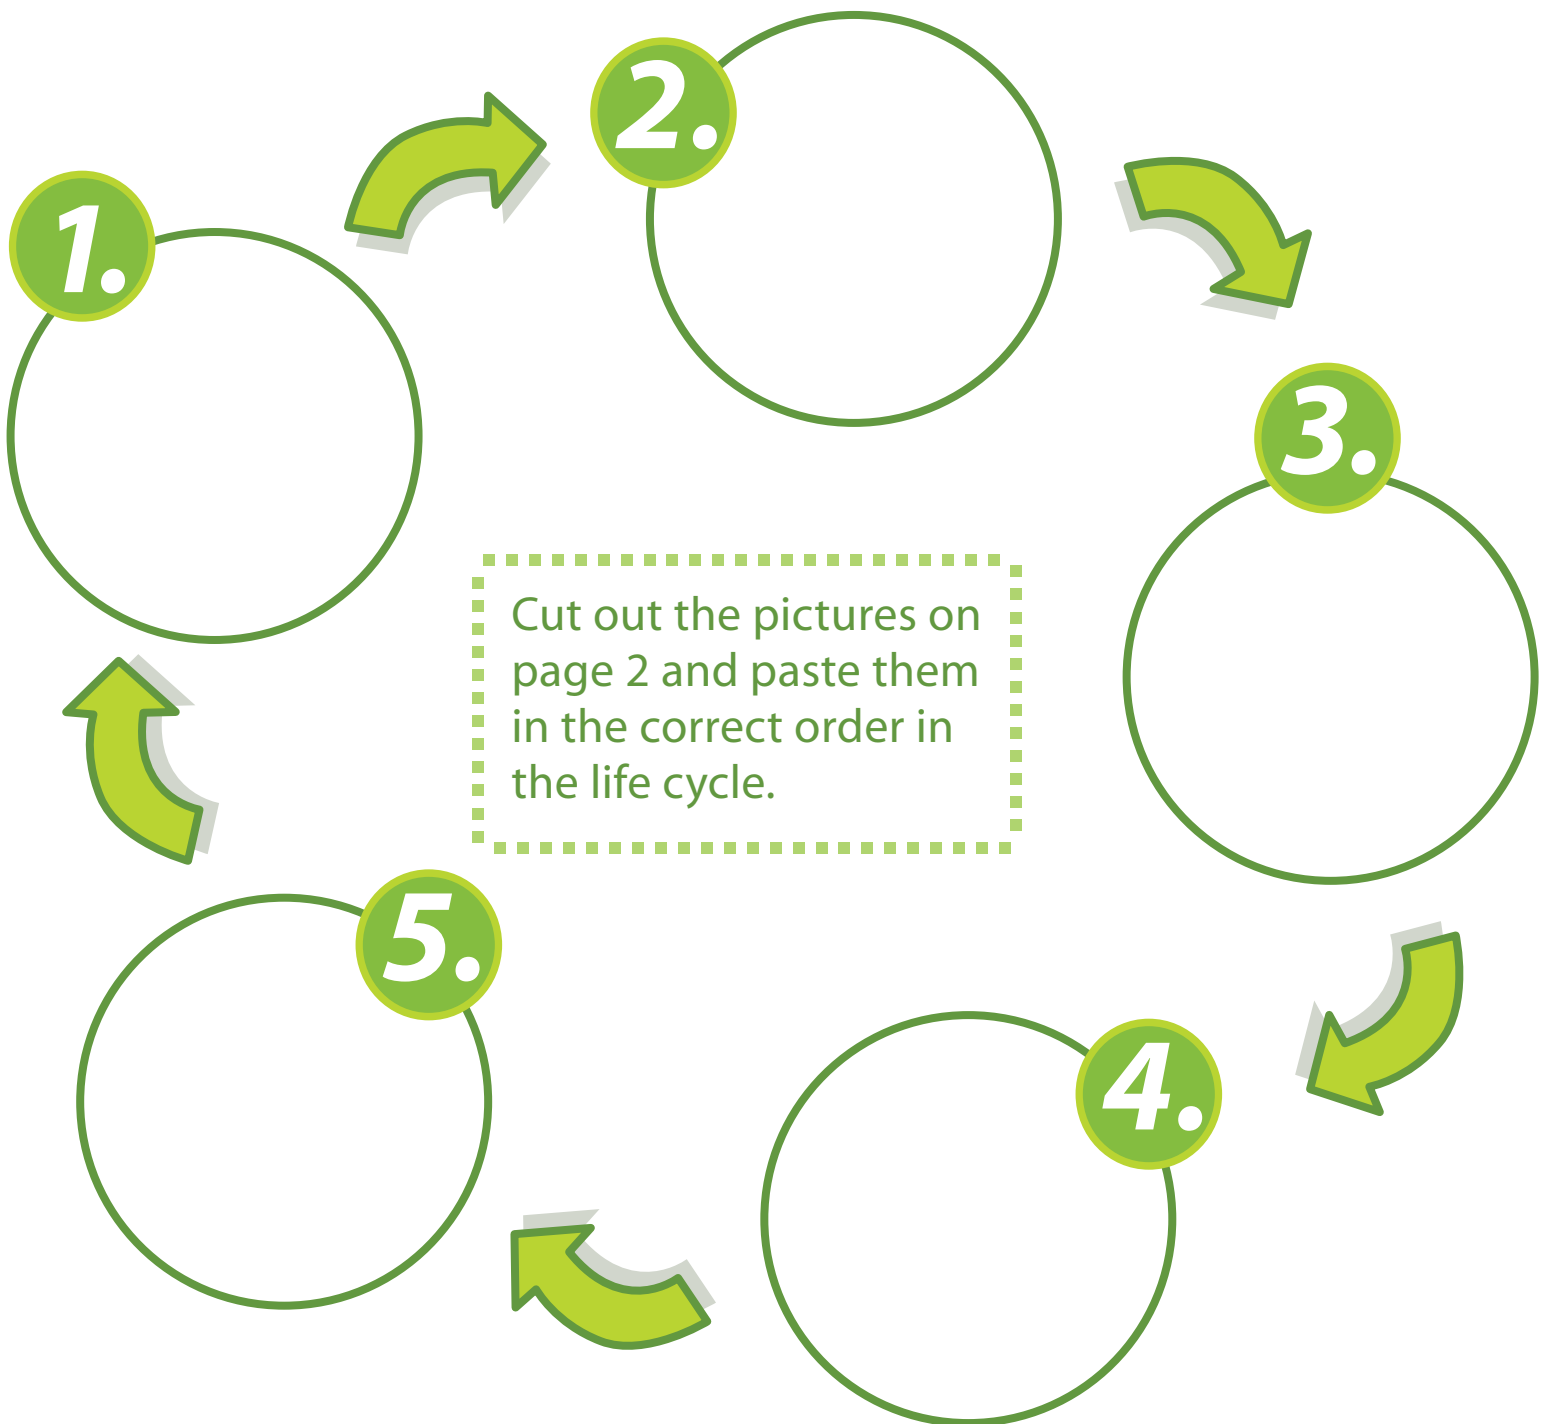 1.
2.
3.
Cut out the pictures on
page 2 and paste them
in the correct order in
the life cycle.
4.
5.